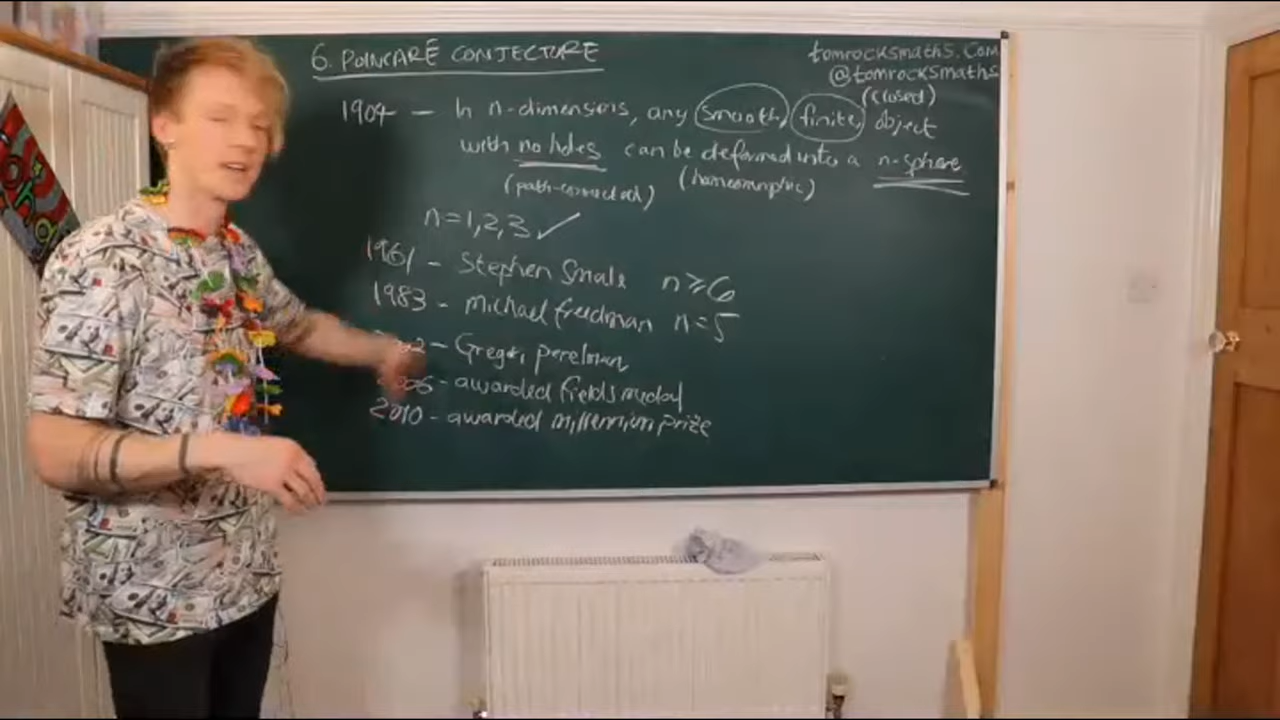 6. POINCARÉ CONJECTURE
tomrocksmaths.com
@tomrocksmaths
(closed)
1904 – In n-dimensions, any smooth, finite, object
with no holes can be deformed into a n-sphere
(path-connected) (homeomorphic)
n=1,2,3 ✓
1961 – Stephen Smale n⩾6
1983 – Michael Freedman n=5
– Gregori perelman
– awarded fields medal
2010 – awarded millennium prize